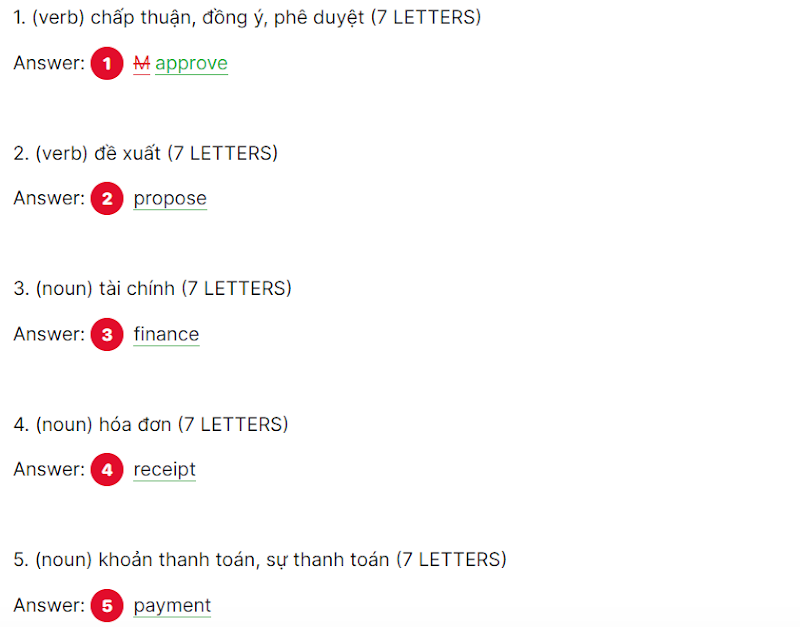 1. (verb) chấp thuận, đồng ý, phê duyệt (7 LETTERS)
Answer: 1 M approve
2. (verb) đề xuất (7 LETTERS)
Answer: 2 propose
3. (noun) tài chính (7 LETTERS)
Answer: 3 finance
4. (noun) hóa đơn (7 LETTERS)
Answer: 4 receipt
5. (noun) khoản thanh toán, sự thanh toán (7 LETTERS)
Answer: 5 payment